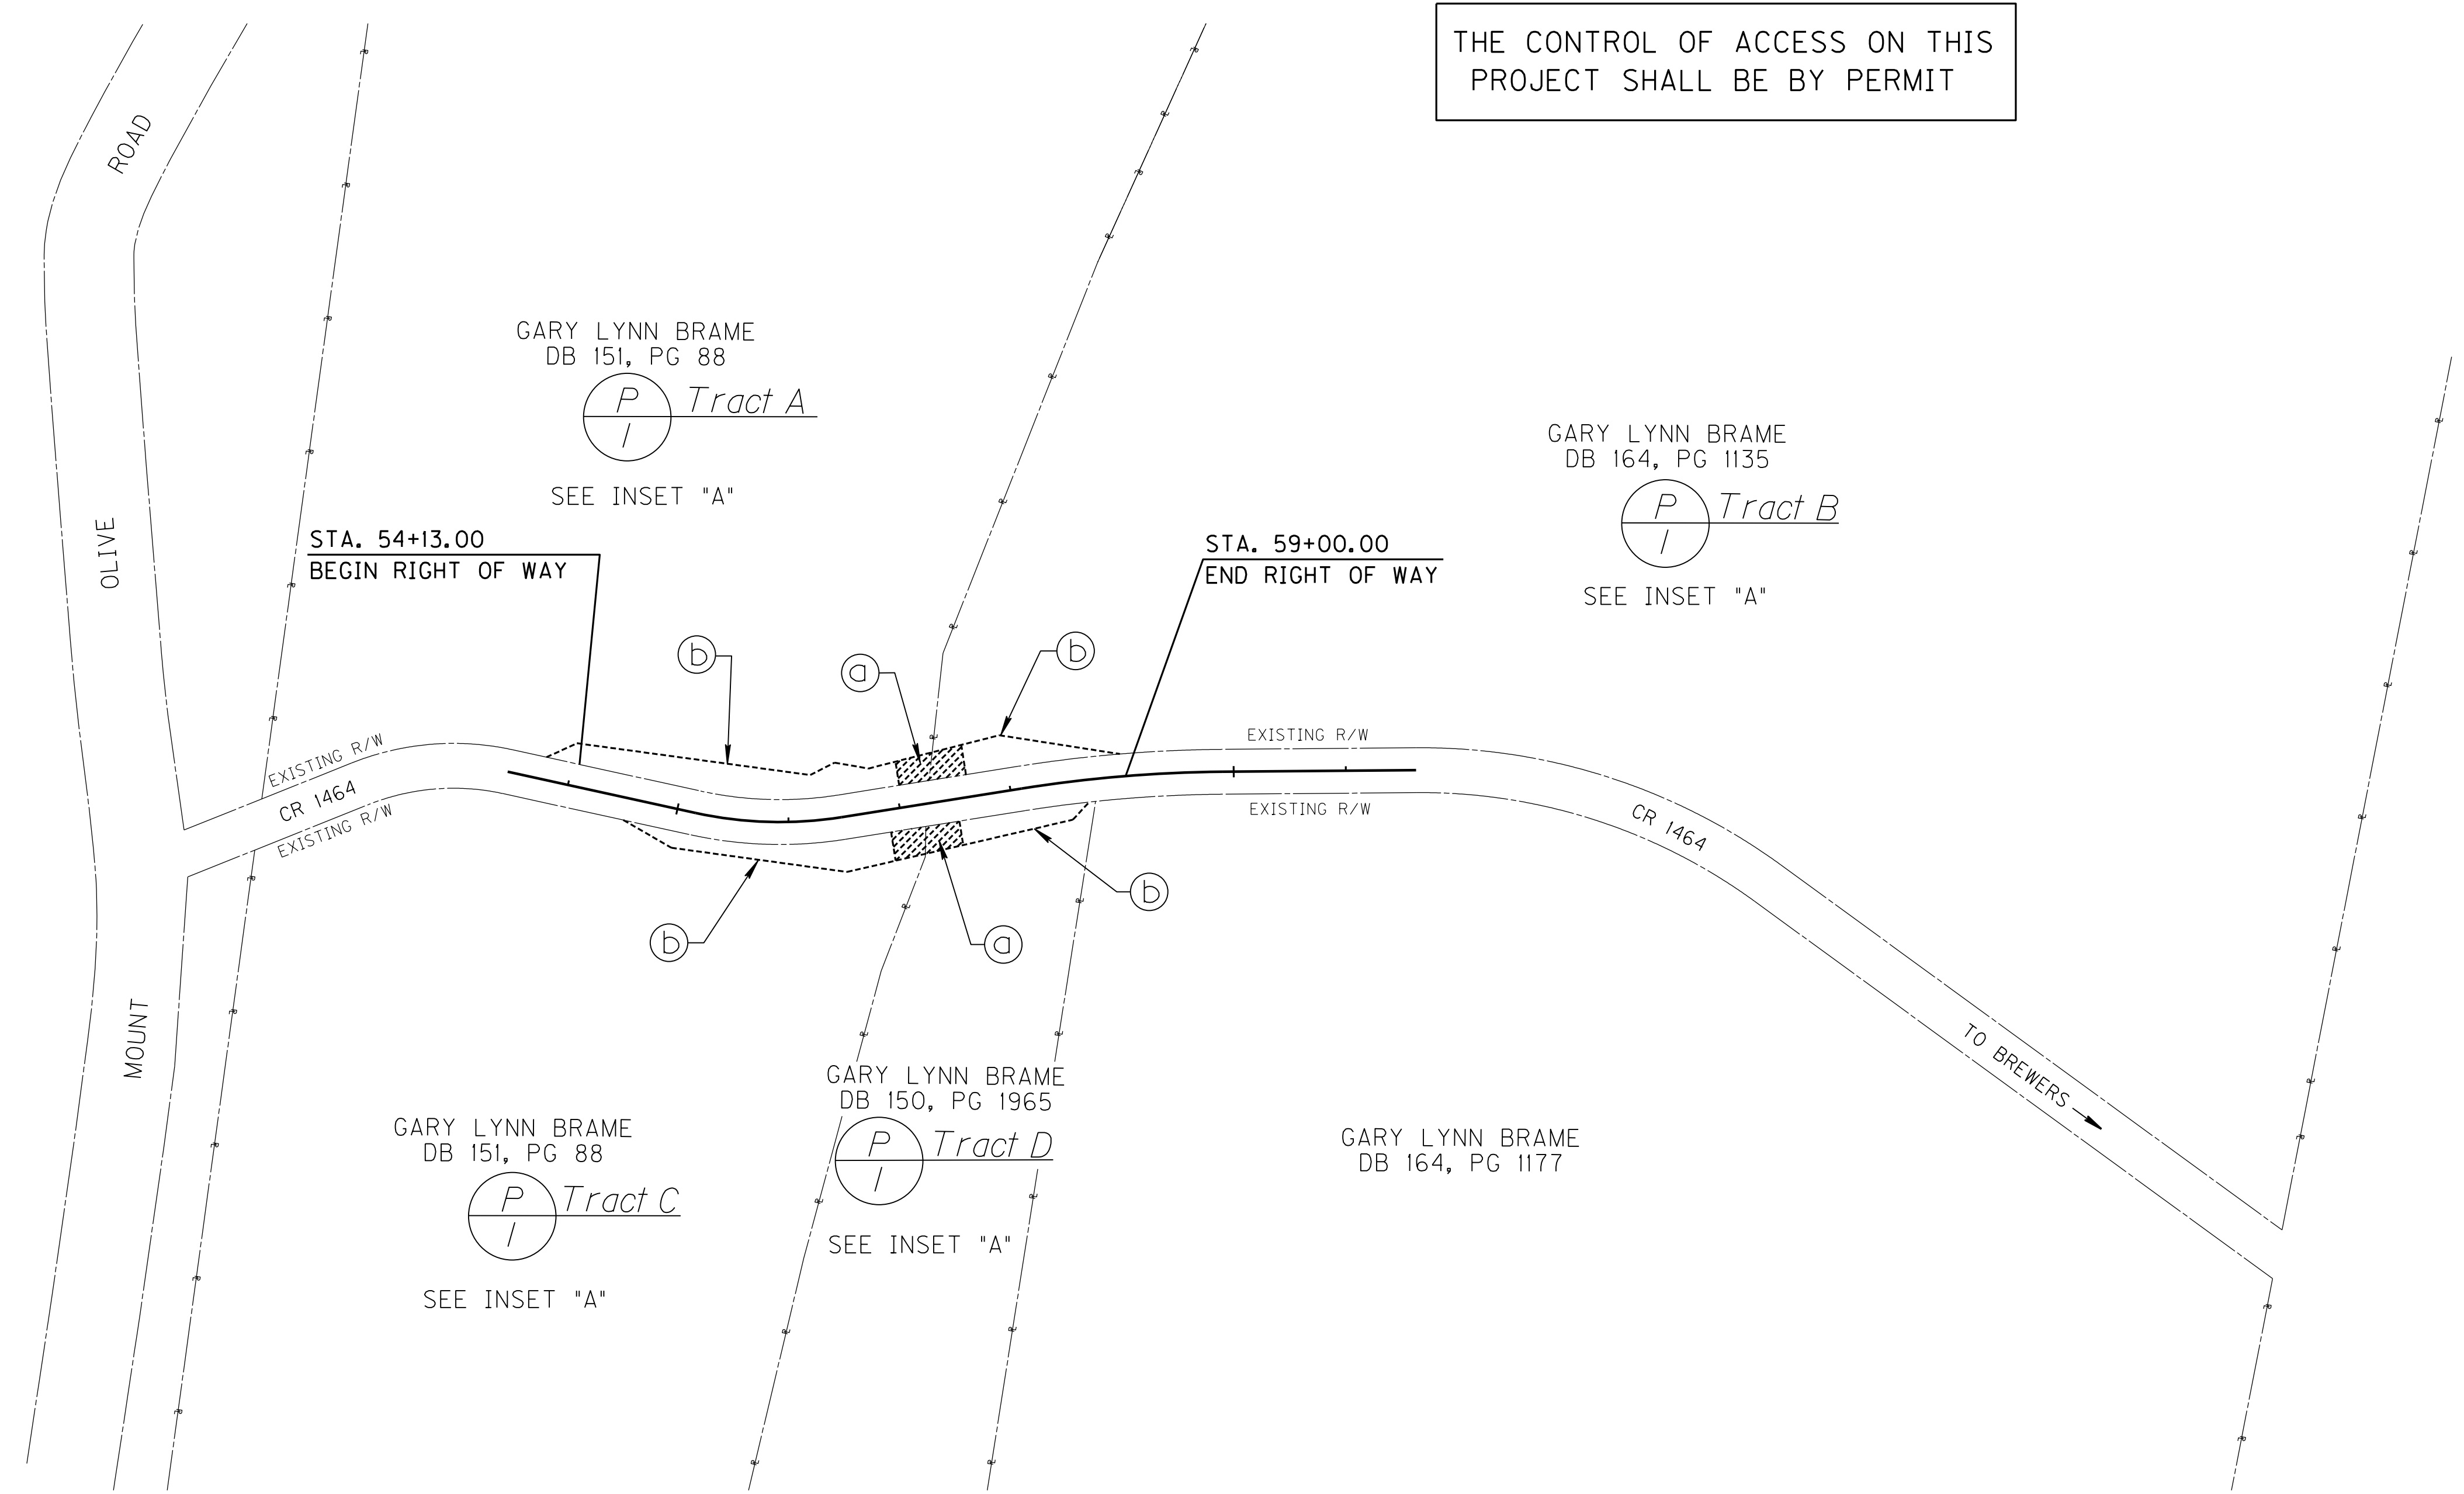 THE CONTROL OF ACCESS ON THIS
PROJECT SHALL BE BY PERMIT
ROAD
OLIVE
MOUNT
GARY LYNN BRAME
DB 151, PG 88
P
1
Tract A
SEE INSET "A"
GARY LYNN BRAME
DB 164, PG 1135
P
1
Tract B
SEE INSET "A"
STA. 54+13.00
BEGIN RIGHT OF WAY
STA. 59+00.00
END RIGHT OF WAY
b
a
b
EXISTING R/W
CR 1464
EXISTING R/W
EXISTING R/W
EXISTING R/W
CR 1464
b
a
b
TO BREWERS
GARY LYNN BRAME
DB 151, PG 88
P
1
Tract C
SEE INSET "A"
GARY LYNN BRAME
DB 150, PG 1965
P
1
Tract D
SEE INSET "A"
GARY LYNN BRAME
DB 164, PG 1177